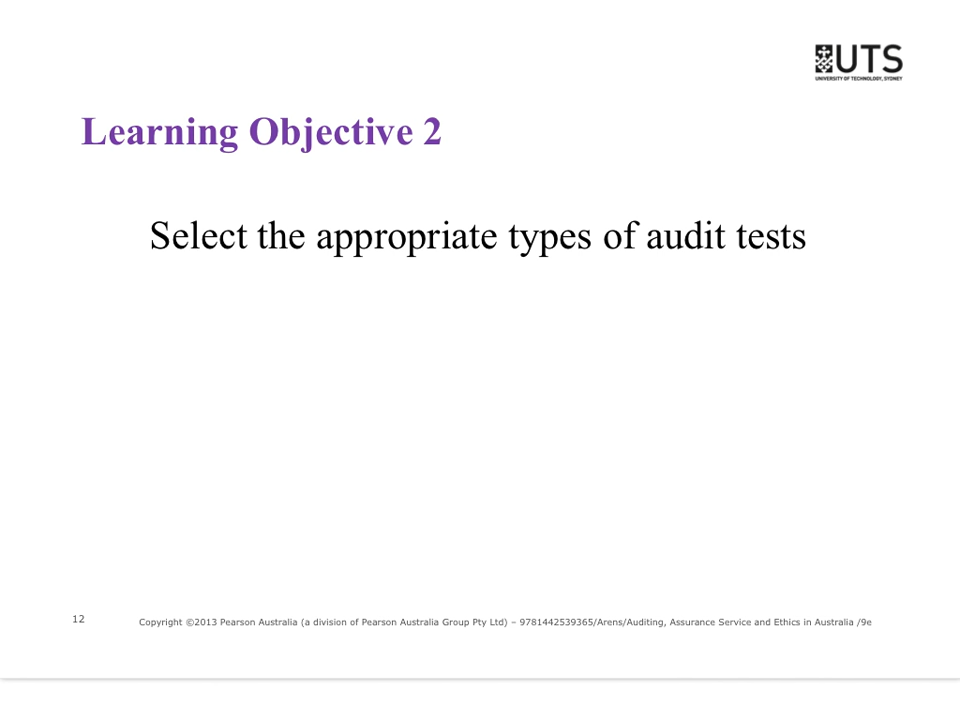 UTS
UNIVERSITY OF TECHNOLOGY, SYDNEY
Learning Objective 2
Select the appropriate types of audit tests
12
Copyright ©2013 Pearson Australia (a division of Pearson Australia Group Pty Ltd) – 9781442539365/Arens/Auditing, Assurance Service and Ethics in Australia /9e